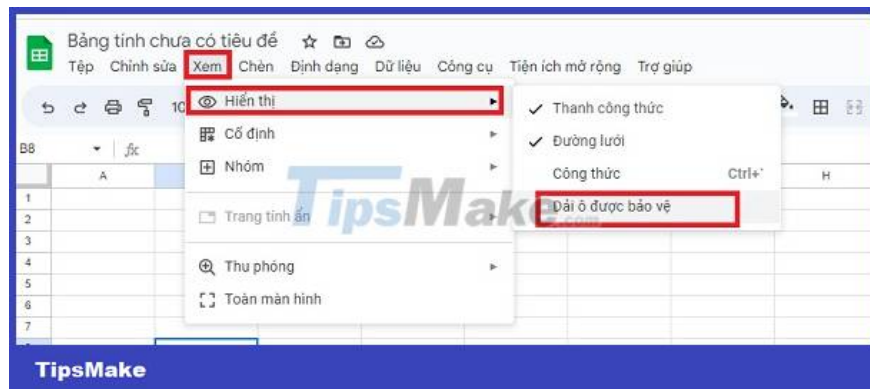 Bảng tính chưa có tiêu đề
Tệp Chỉnh sửa Xem Chèn Định dạng Dữ liệu Công cụ Tiện ích mở rộng Trợ giúp
10
Hiển thị
Cố định
Nhóm
Trang tính ẩn
Thu phóng
Toàn màn hình
Thanh công thức
Đường lưới
Công thức Ctrl+`
Dải ô được bảo vệ
B8 fx
A H
1
2
3
4
5
6
7
TipsMake
.com
TipsMake